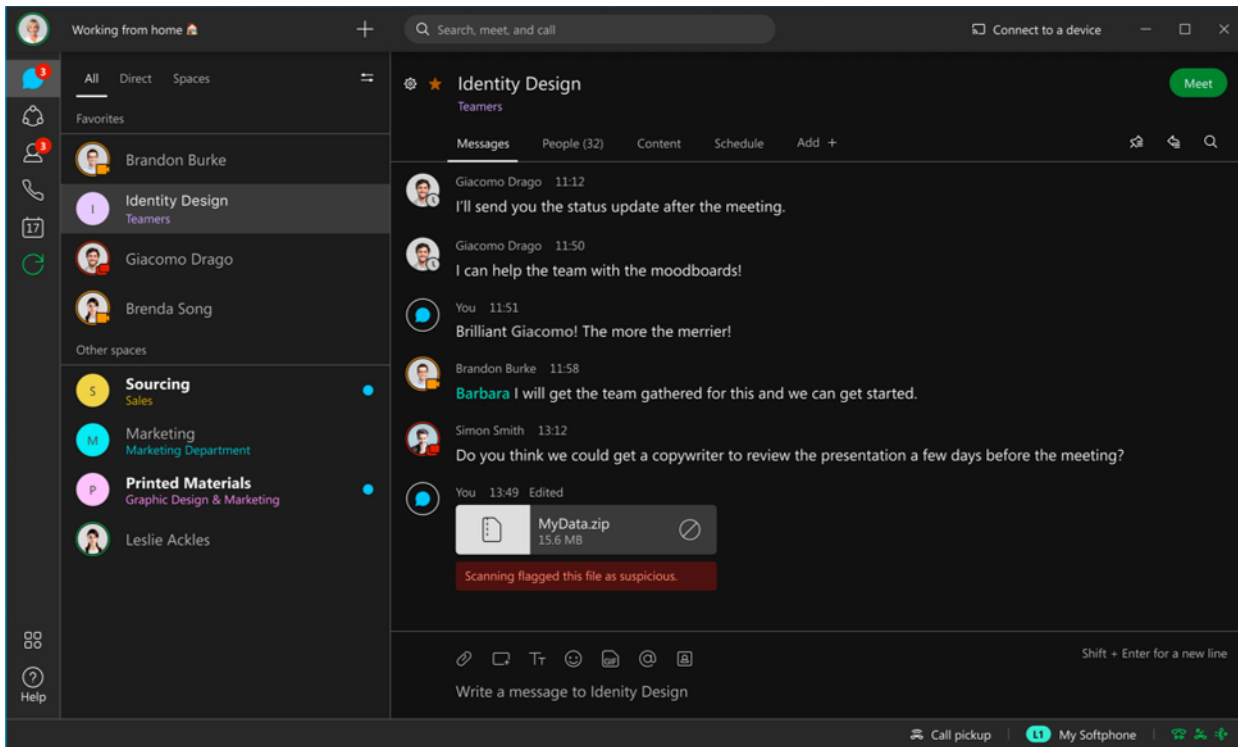 Working from home
Search, meet, and call
Connect to a device
3
3
17
Help
All Direct Spaces
Favorites
Brandon Burke
I
Identity Design
Teamers
Giacomo Drago
Brenda Song
Other spaces
S
Sourcing
Sales
M
Marketing
Marketing Department
P
Printed Materials
Graphic Design & Marketing
Leslie Ackles
Identity Design
Teamers
Meet
Messages People (32) Content Schedule Add +
Giacomo Drago 11:12
I'll send you the status update after the meeting.
Giacomo Drago 11:50
I can help the team with the moodboards!
You 11:51
Brilliant Giacomo! The more the merrier!
Brandon Burke 11:58
Barbara I will get the team gathered for this and we can get started.
Simon Smith 13:12
Do you think we could get a copywriter to review the presentation a few days before the meeting?
You 13:49 Edited
MyData.zip
15.6 MB
Scanning flagged this file as suspicious.
TT GIF @
Shift + Enter for a new line
Write a message to Idenity Design
Call pickup
L1 My Softphone